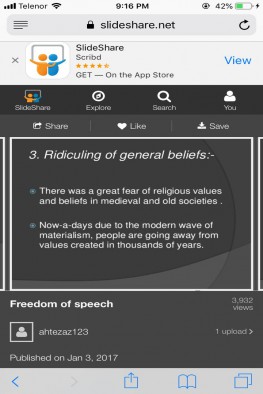 Telenor 9:16 PM 42%
slideshare.net
SlideShare
Scribd
GET — On the App Store
View
SlideShare Explore Search You
Share Like Save
3. Ridiculing of general beliefs:-
There was a great fear of religious values
and beliefs in medieval and old societies .
Now-a-days due to the modern wave of
materialism, people are going away from
values created in thousands of years.
Freedom of speech 3,932
views
ahtezaz123 1 upload
Published on Jan 3, 2017